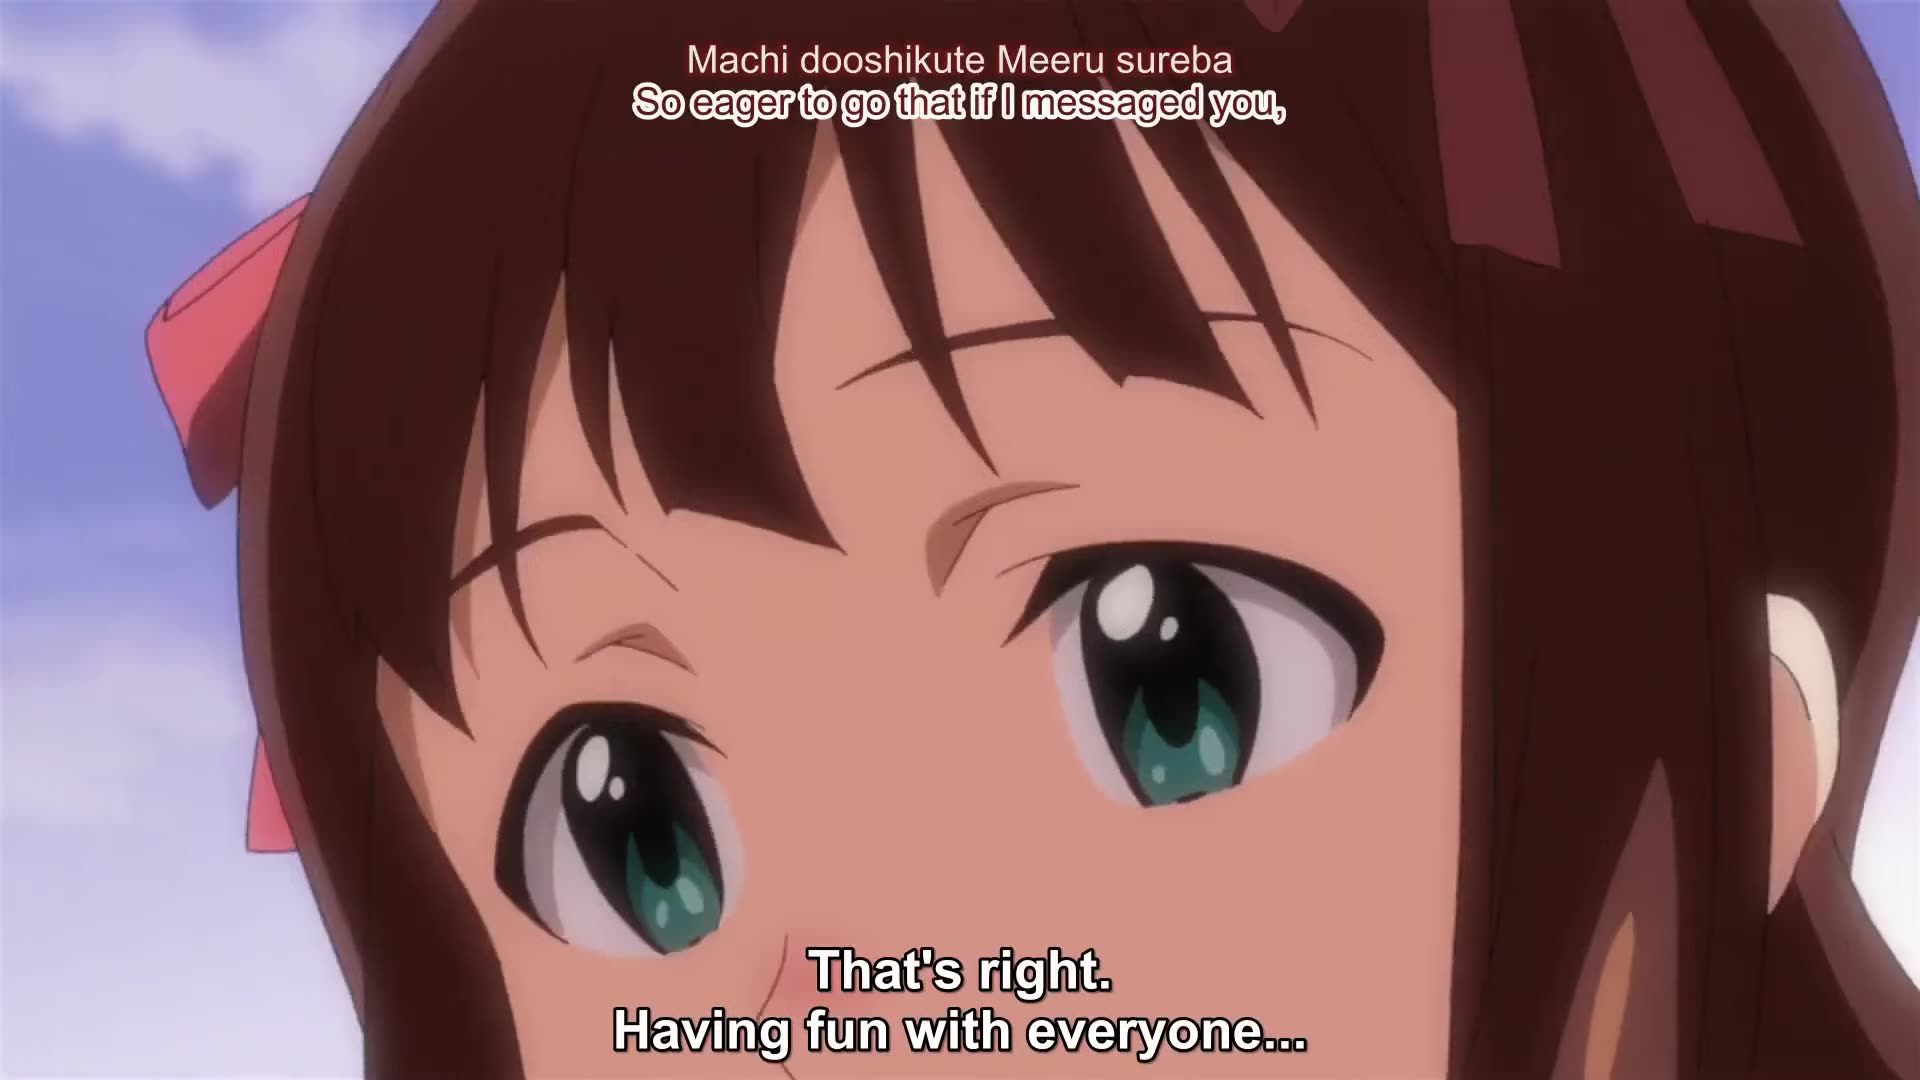 Machi dooshikute Meeru sureba
So eager to go that if I messaged you,
That's right.
Having fun with everyone...